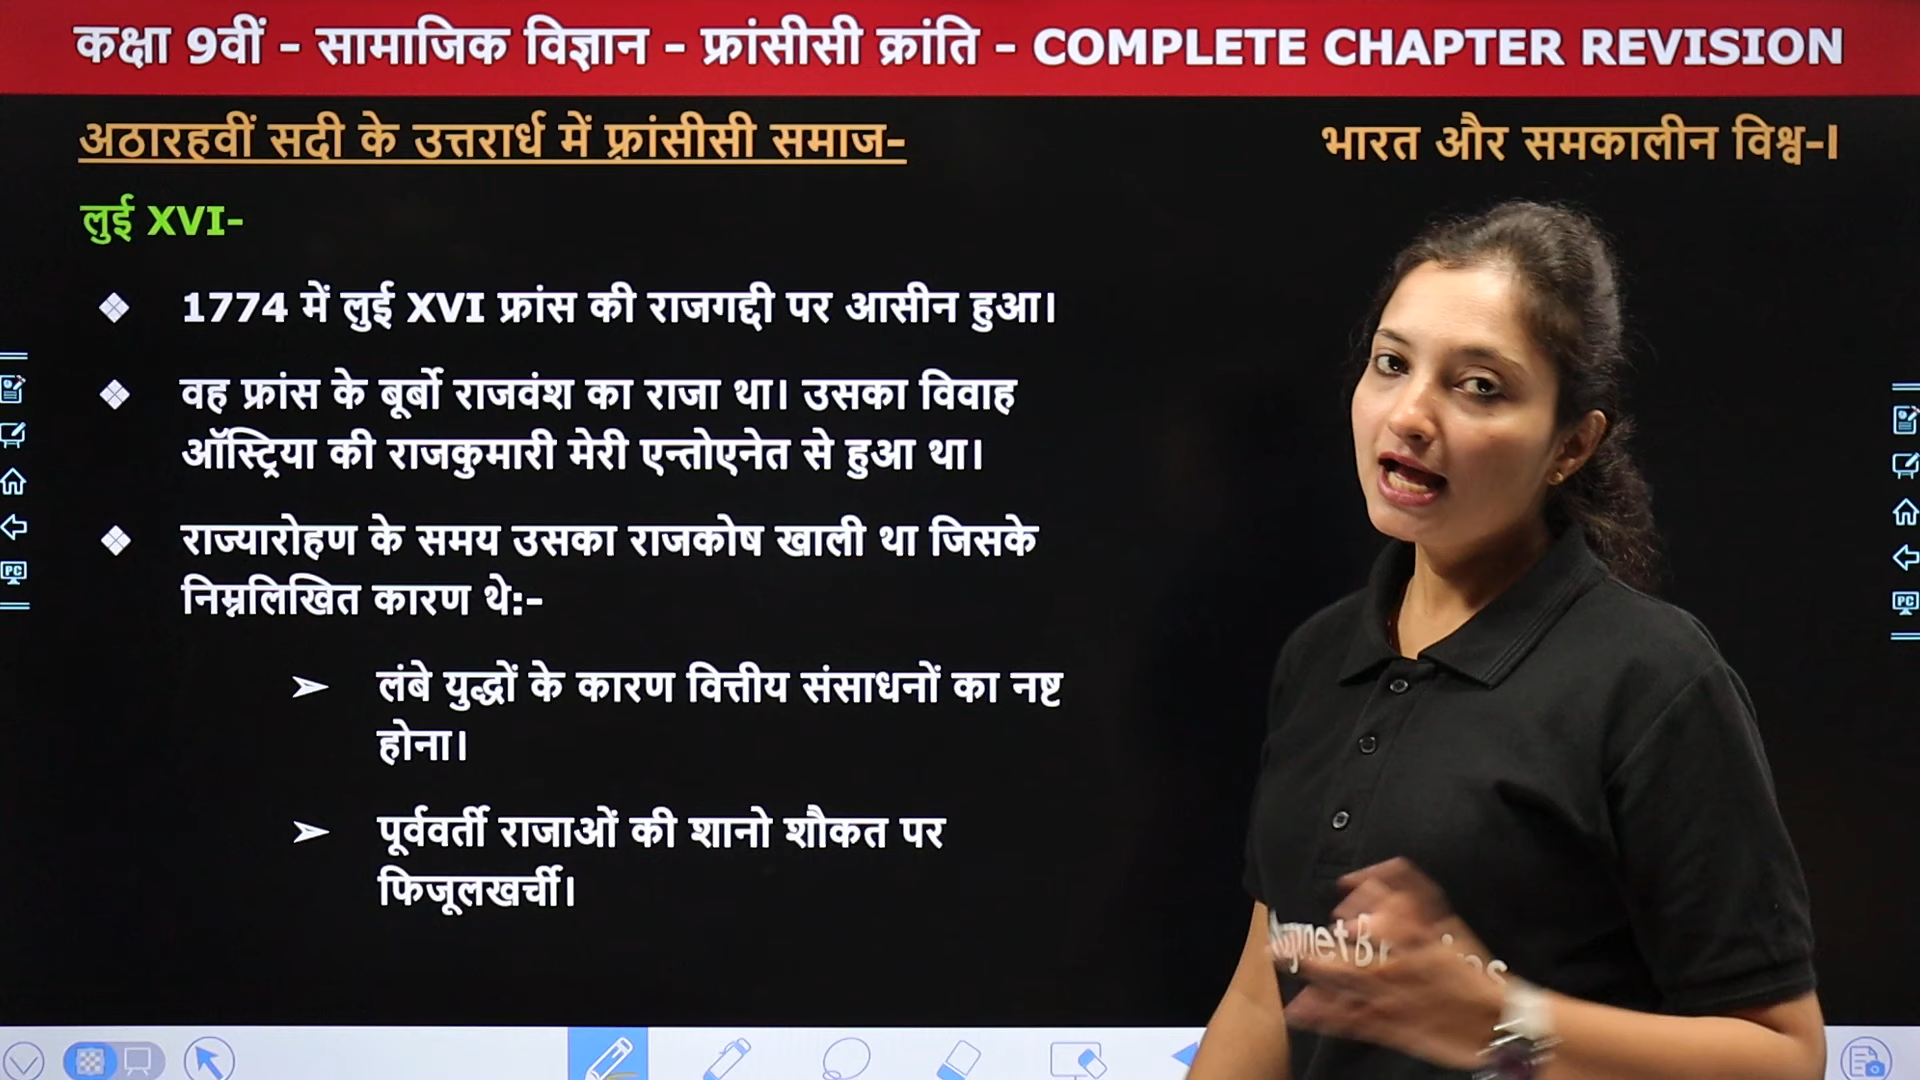 कक्षा 9वीं - सामाजिक विज्ञान - फ्रांसीसी क्रांति - COMPLETE CHAPTER REVISION
अठारहवीं सदी के उत्तरार्ध में फ़्रांसीसी समाज-
भारत और समकालीन विश्व-I
लुई XVI-
❖ 1774 में लुई XVI फ्रांस की राजगद्दी पर आसीन हुआ।
❖ वह फ्रांस के बूर्बो राजवंश का राजा था। उसका विवाह
ऑस्ट्रिया की राजकुमारी मेरी एन्तोएनेत से हुआ था।
❖ राज्यारोहण के समय उसका राजकोष खाली था जिसके
निम्नलिखित कारण थे:-
➢ लंबे युद्धों के कारण वित्तीय संसाधनों का नष्ट
होना।
➢ पूर्ववर्ती राजाओं की शानो शौकत पर
फिजूलखर्ची।
PC
PC